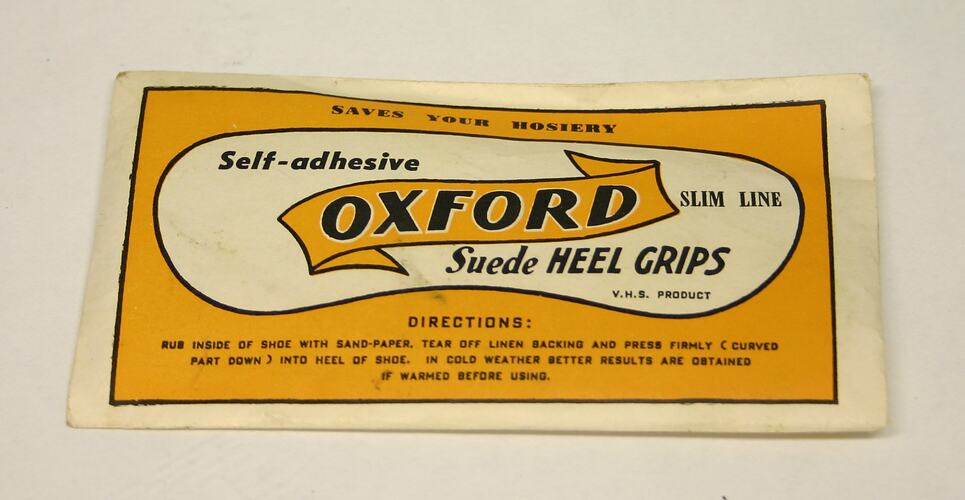 SAVES YOUR HOSIERY
Self-adhesive
OXFORD
SLIM LINE
Suede HEEL GRIPS
V.H.S. PRODUCT
DIRECTIONS:
RUB INSIDE OF SHOE WITH SAND-PAPER, TEAR OFF LINEN BACKING AND PRESS FIRMLY (CURVED
PART DOWN) INTO HEEL OF SHOE. IN COLD WEATHER BETTER RESULTS ARE OBTAINED
IF WARMED BEFORE USING.